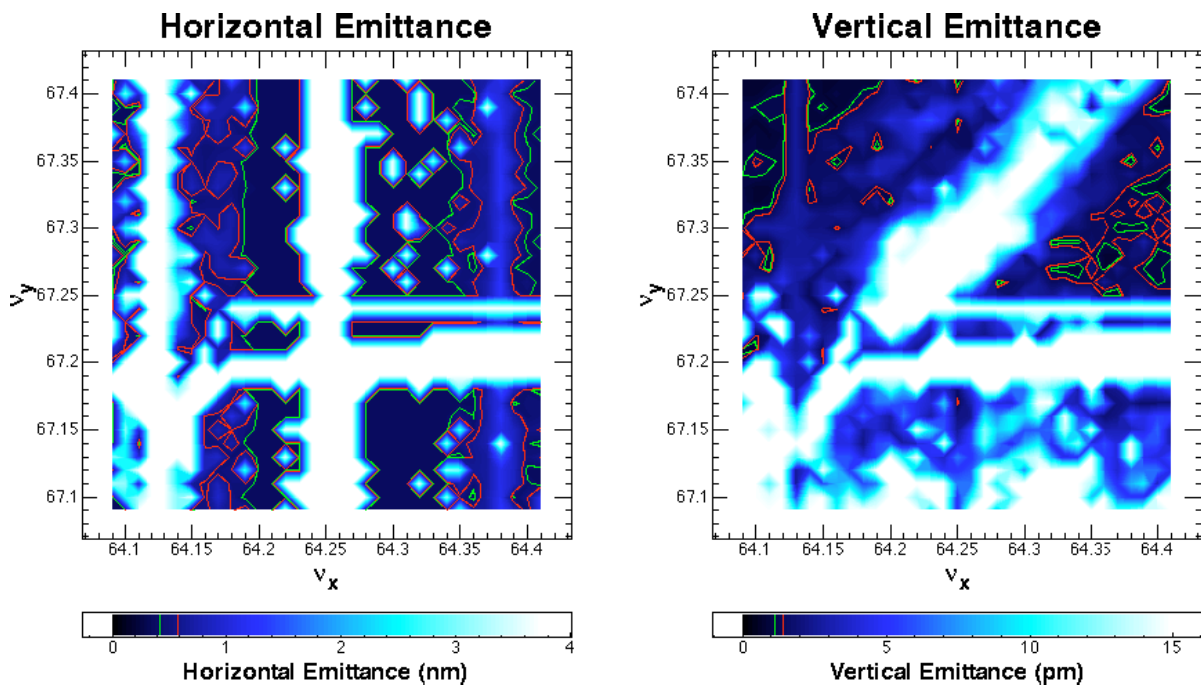 Horizontal Emittance
67.4
67.35
67.3
67.25
67.2
67.15
67.1
νy
64.1 64.15 64.2 64.25 64.3 64.35 64.4
νx
0 1 2 3 4
Horizontal Emittance (nm)
Vertical Emittance
67.4
67.35
67.3
67.25
67.2
67.15
67.1
νy
64.1 64.15 64.2 64.25 64.3 64.35 64.4
νx
0 5 10 15
Vertical Emittance (pm)